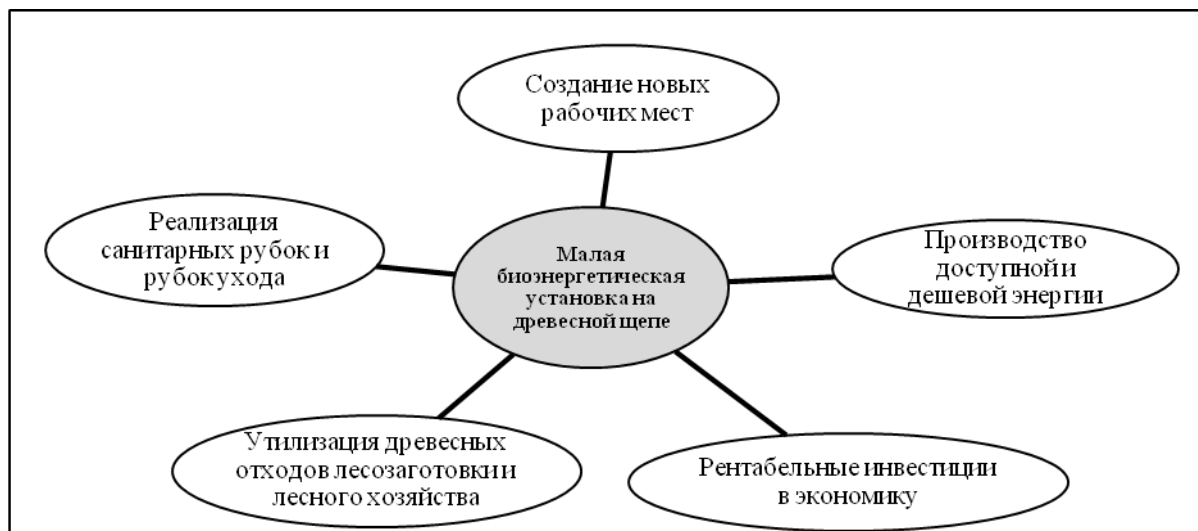 Создание новых
рабочих мест
Реализация
санитарных рубок и
рубок ухода
Малая
биоэнергетическая
установка на
древесной щепе
Производство
доступной и
дешевой энергии
Утилизация древесных
отходов лесозаготовки и
лесного хозяйства
Рентабельные инвестиции
в экономику